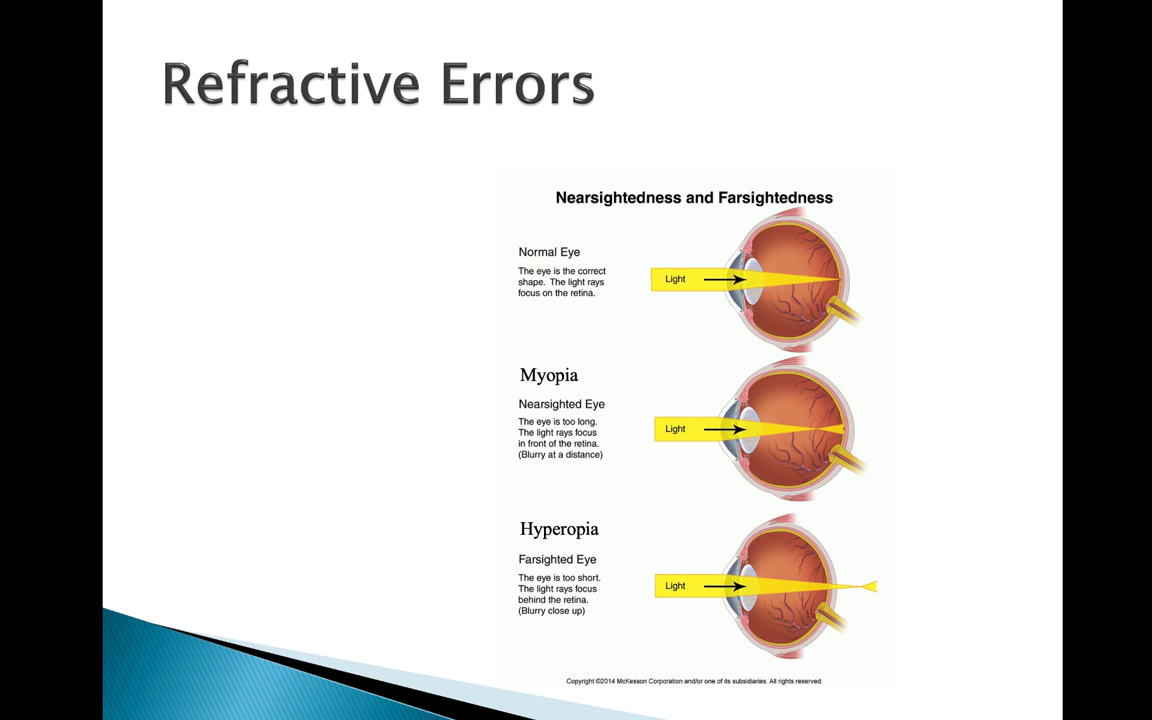 Refractive Errors
Nearsightedness and Farsightedness
Normal Eye
The eye is the correct
shape. The light rays
focus on the retina.
Light
Myopia
Nearsighted Eye
The eye is too long.
The light rays focus
in front of the retina.
(Blurry at a distance)
Light
Hyperopia
Farsighted Eye
The eye is too short.
The light rays focus
behind the retina.
(Blurry close up)
Light
Copyright ©2014 McKesson Corporation and/or one of its subsidiaries. All rights reserved.